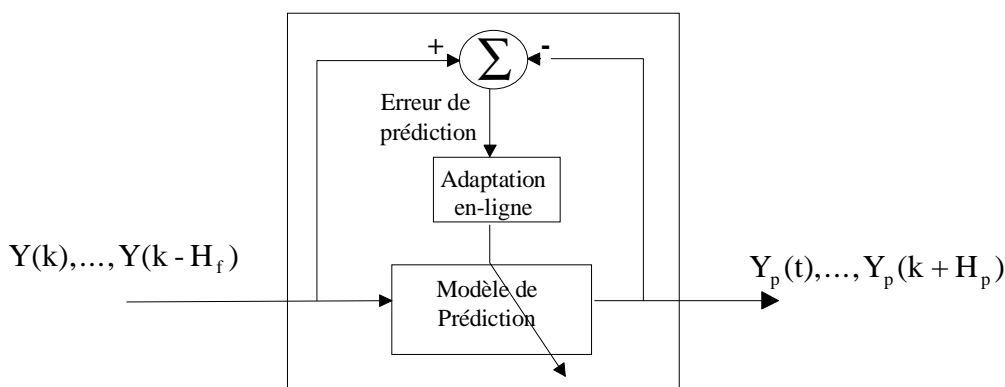 +
Σ
-
Erreur de
prédiction
Adaptation
en-ligne
Y(k),...,Y(k - H_f)
Modèle de
Prédiction
Y_p(t),...,Y_p(k + H_p)